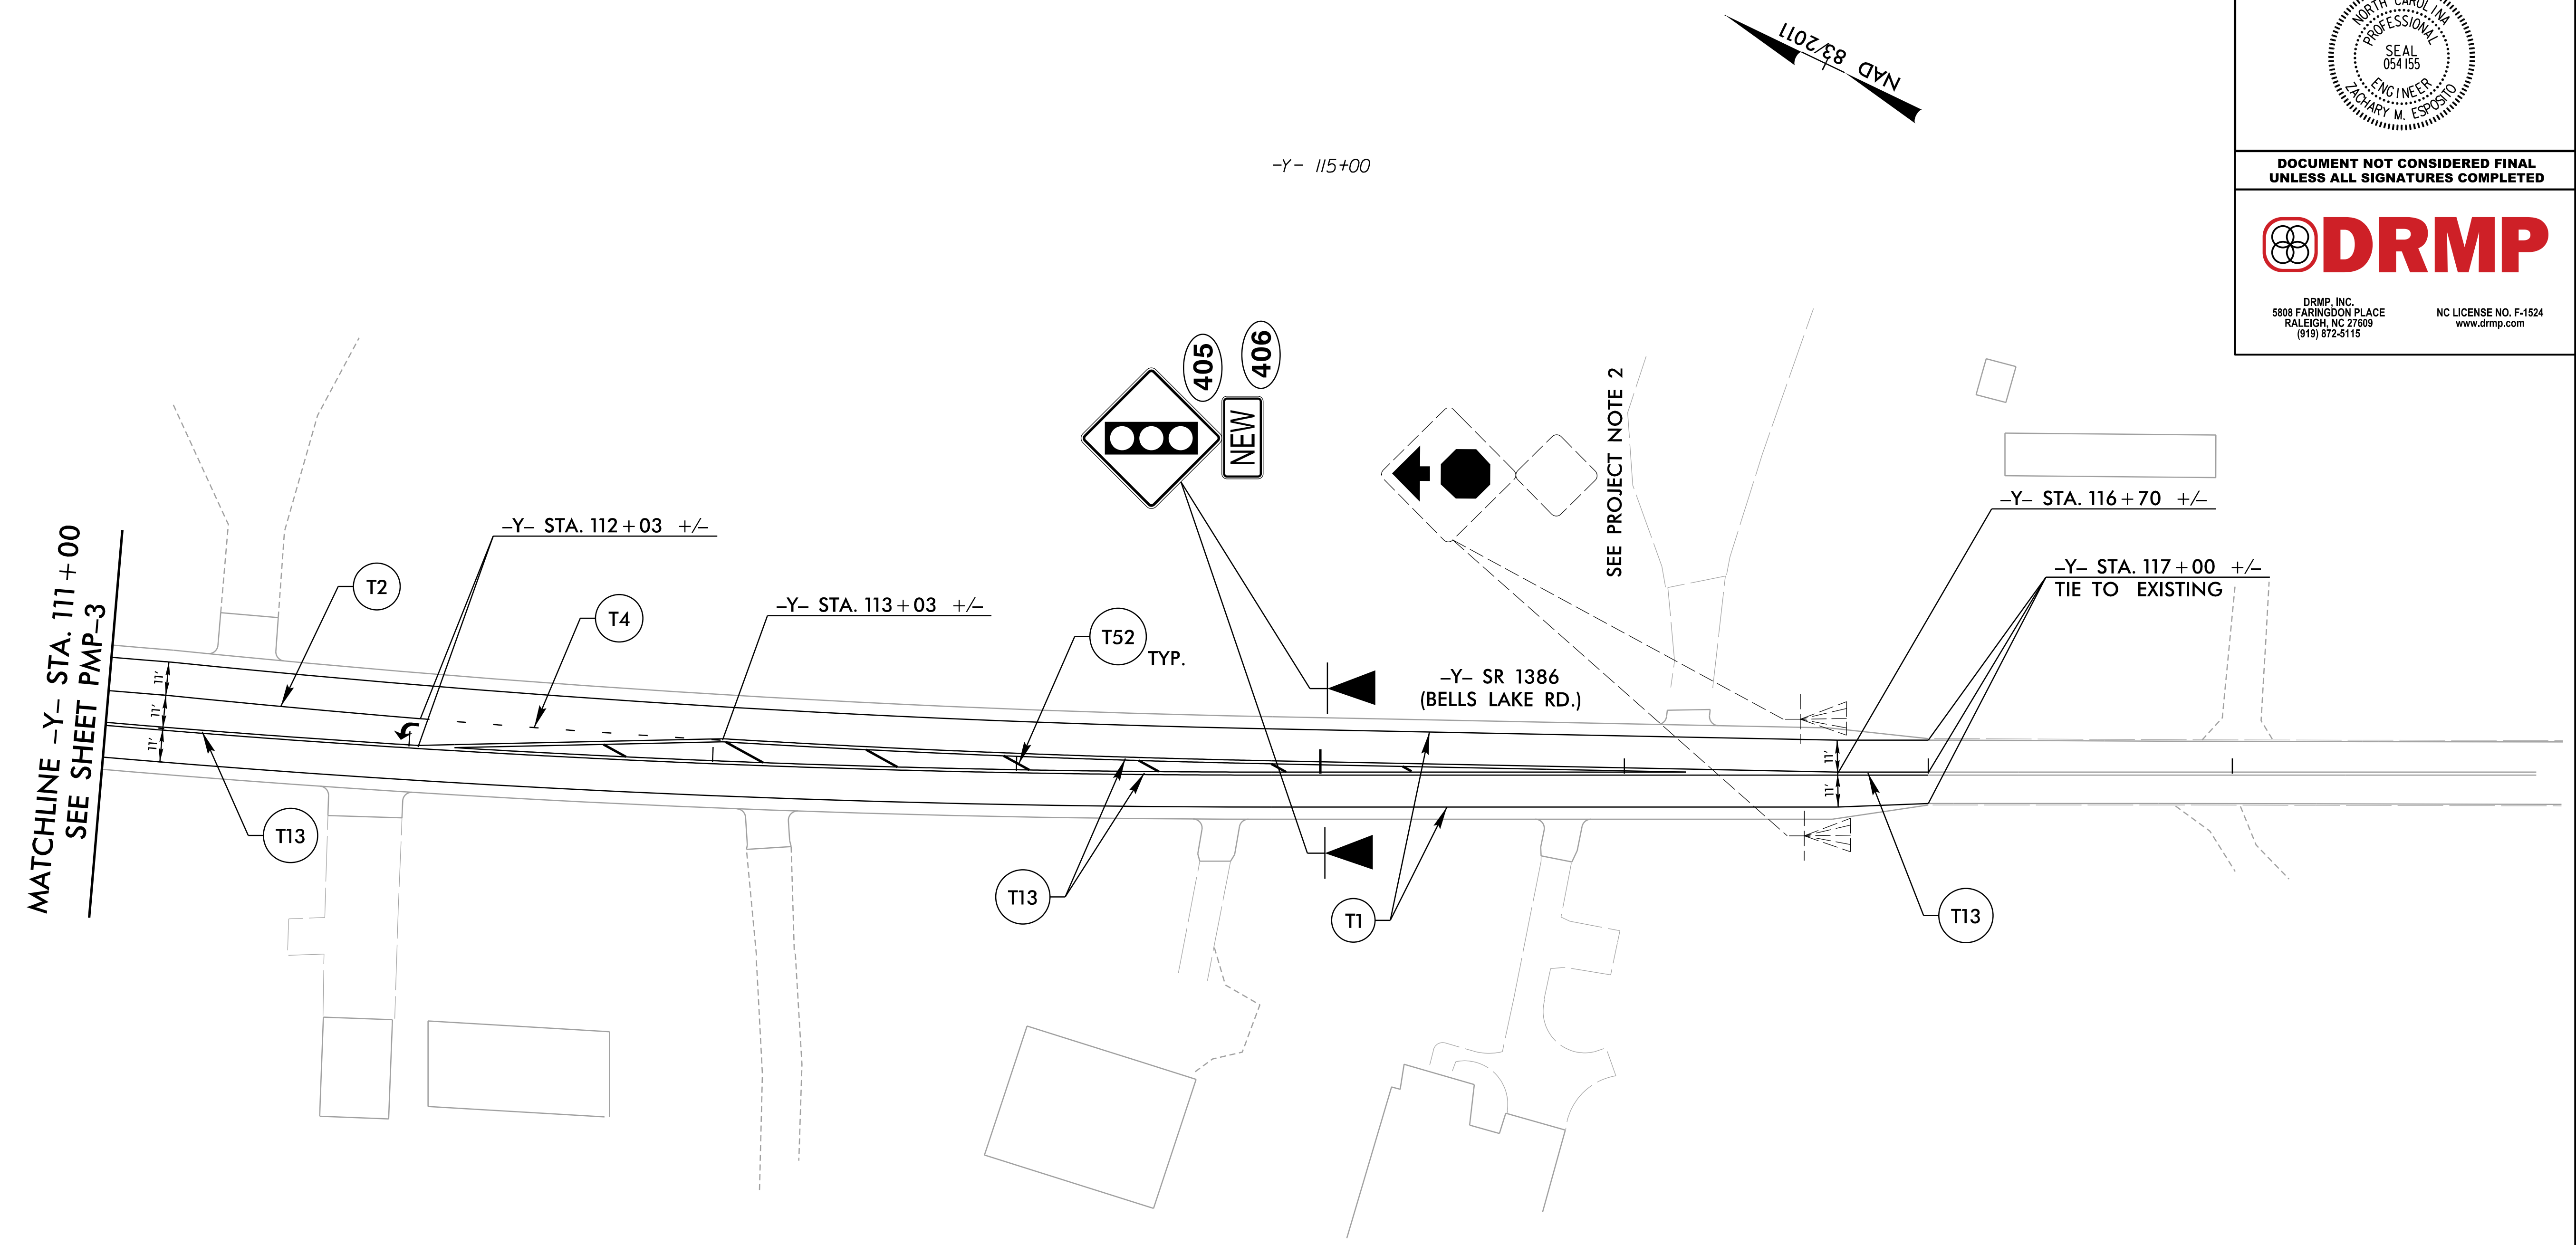 NORTH CAROLINA
PROFESSIONAL
SEAL
054155
ENGINEER
ZACHARY M. ESPOSITO
DOCUMENT NOT CONSIDERED FINAL
UNLESS ALL SIGNATURES COMPLETED
DRMP
DRMP, INC.
5808 FARINGDON PLACE
RALEIGH, NC 27609
(919) 872-5115
NC LICENSE NO. F-1524
www.drmp.com
NAD 83/2011
-Y- 115+00
405
406
NEW
SEE PROJECT NOTE 2
-Y- STA. 116+70 +/-
-Y- STA. 117+00 +/-
TIE TO EXISTING
-Y- STA. 112+03 +/-
-Y- STA. 113+03 +/-
MATCHLINE -Y- STA. 111+00
SEE SHEET PMP-3
T2
T4
T52
TYP.
-Y- SR 1386
(BELLS LAKE RD.)
11'
11'
11'
11'
11'
T13
T13
T1
T13